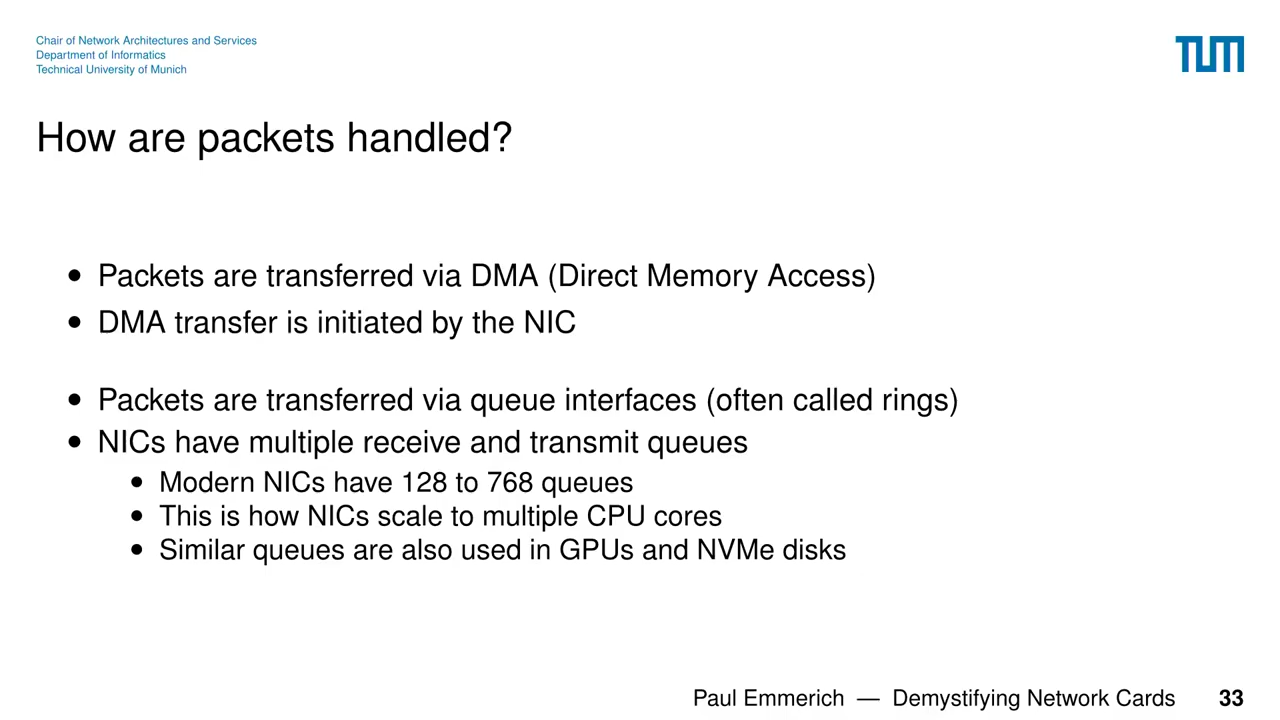 Chair of Network Architectures and Services
Department of Informatics
Technical University of Munich
TUM
How are packets handled?
• Packets are transferred via DMA (Direct Memory Access)
• DMA transfer is initiated by the NIC
• Packets are transferred via queue interfaces (often called rings)
• NICs have multiple receive and transmit queues
• Modern NICs have 128 to 768 queues
• This is how NICs scale to multiple CPU cores
• Similar queues are also used in GPUs and NVMe disks
Paul Emmerich — Demystifying Network Cards 33